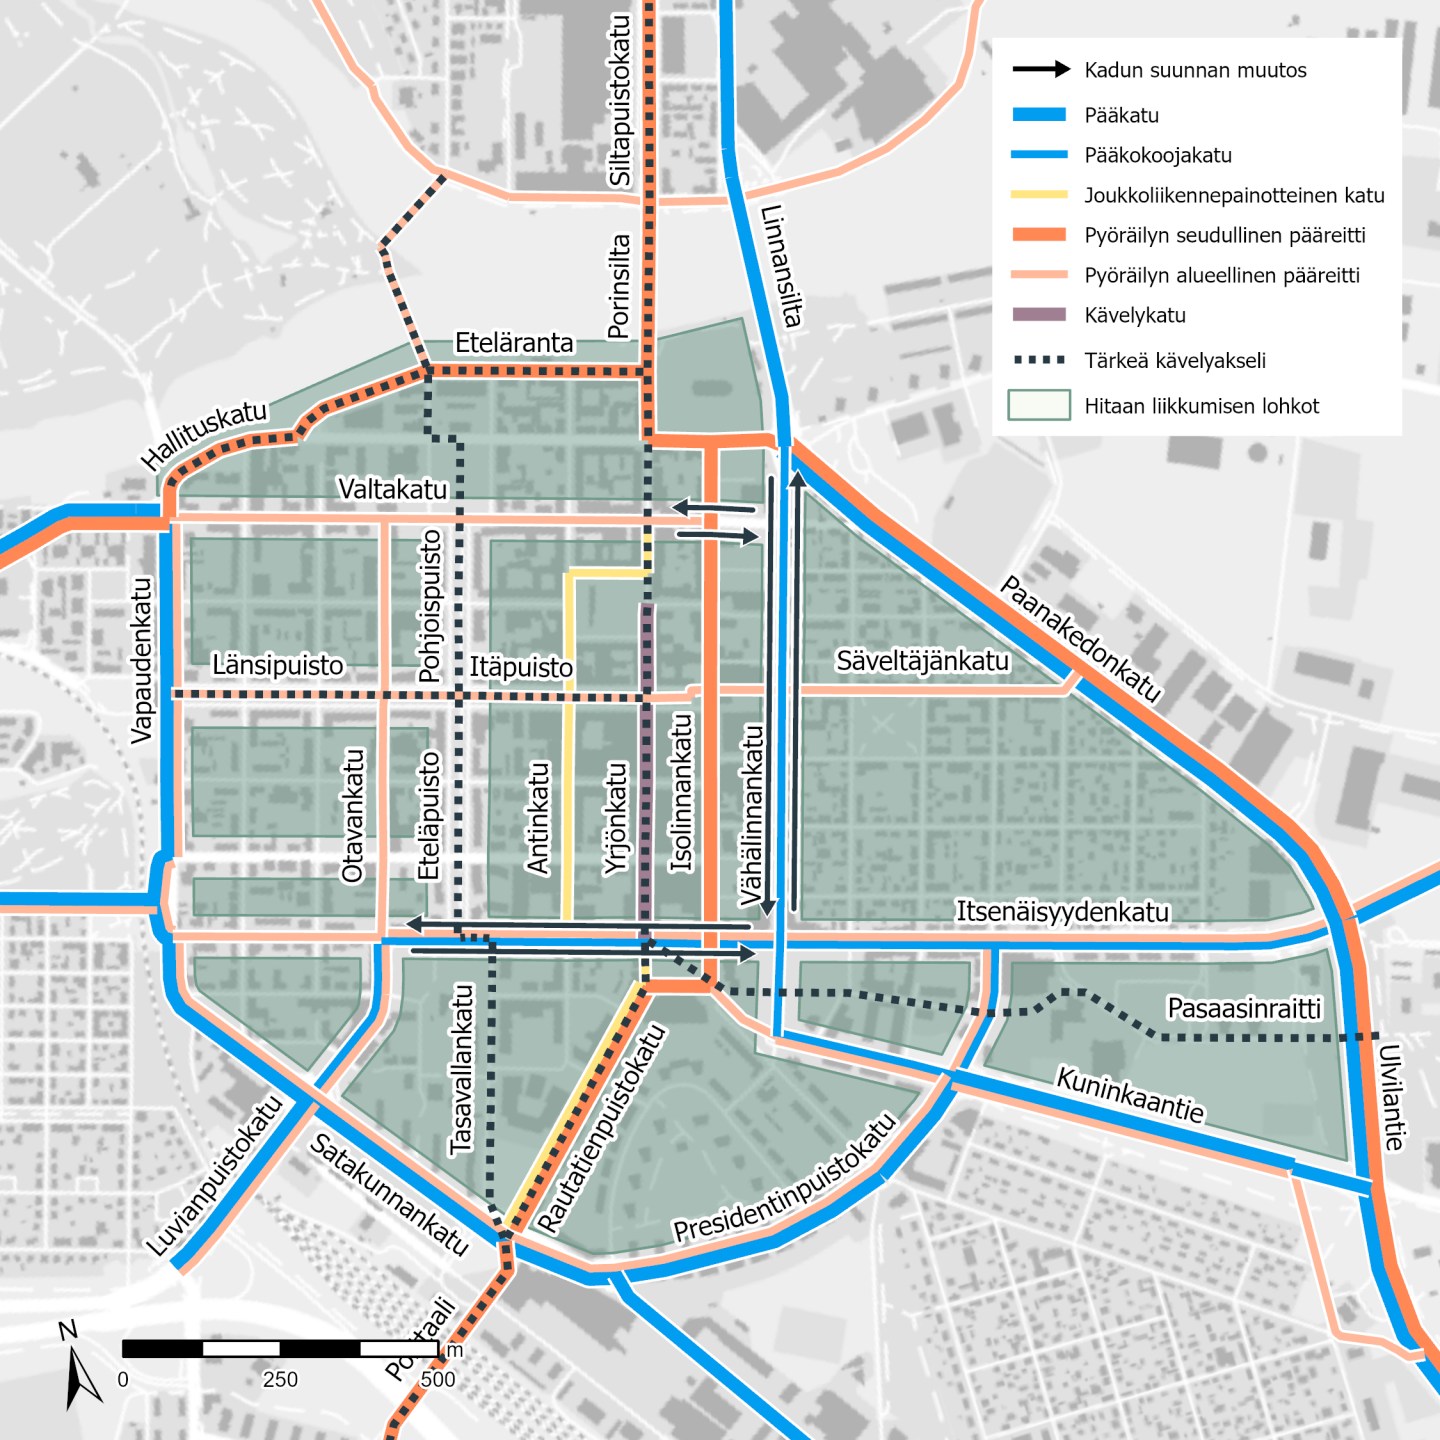 Kadun suunnan muutos
Pääkatu
Pääkokoojakatu
Joukkoliikennepainotteinen katu
Pyöräilyn seudullinen pääreitti
Pyöräilyn alueellinen pääreitti
Kävelykatu
Tärkeä kävelyakseli
Hitaan liikkumisen lohkot
Siltapuistokatu
Porinsilta
Linnansilta
Eteläranta
Hallituskatu
Valtakatu
Pohjoispuisto
Vapaudenkatu
Länsipuisto
Itäpuisto
Säveltäjänkatu
Paanakedonkatu
Otavankatu
Eteläpuisto
Antinkatu
Yrjönkatu
Isolinnankatu
Vähälinnankatu
Itsenäisyydenkatu
Pasaasinraitti
Tasavallankatu
Rautatienpuistokatu
Kuninkaantie
Ulvilantie
Luvianpuistokatu
Satakunnankatu
Presidentinpuistokatu
N
m
0 250 500